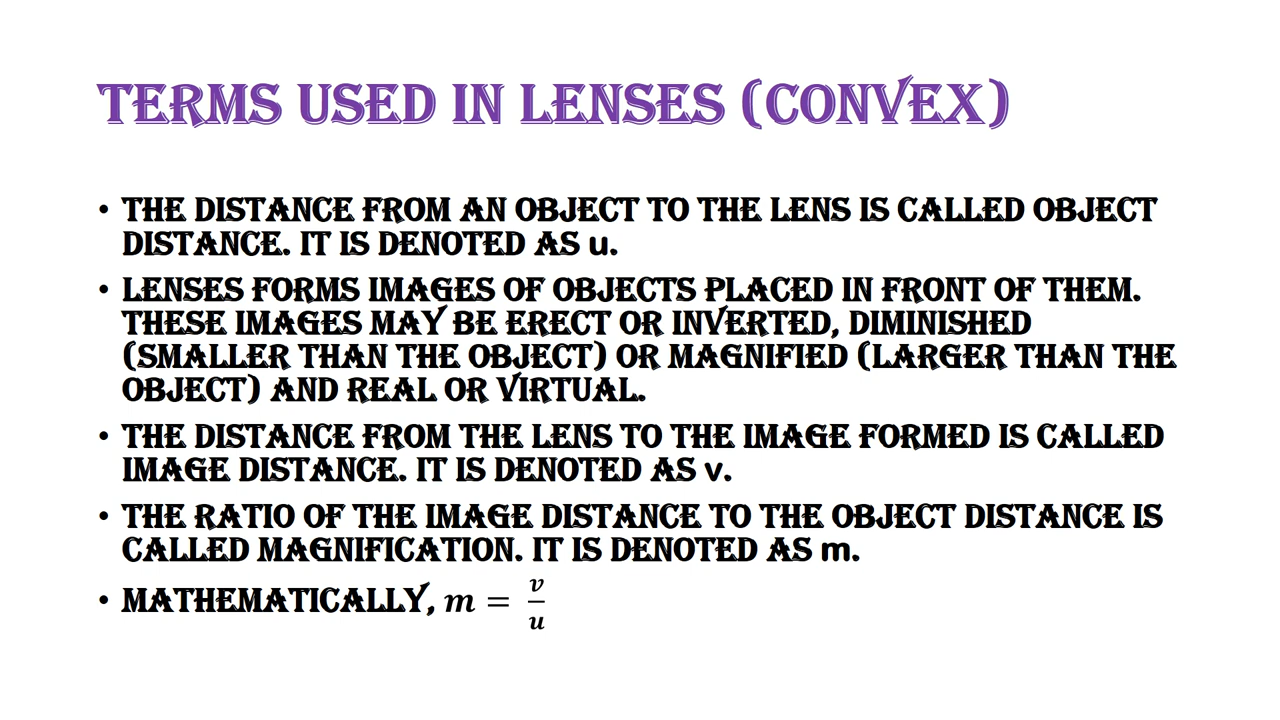 TERMS USED IN LENSES (CONVEX)
• THE DISTANCE FROM AN OBJECT TO THE LENS IS CALLED OBJECT
DISTANCE. IT IS DENOTED AS u.
• LENSES FORMS IMAGES OF OBJECTS PLACED IN FRONT OF THEM.
THESE IMAGES MAY BE ERECT OR INVERTED, DIMINISHED
(SMALLER THAN THE OBJECT) OR MAGNIFIED (LARGER THAN THE
OBJECT) AND REAL OR VIRTUAL.
• THE DISTANCE FROM THE LENS TO THE IMAGE FORMED IS CALLED
IMAGE DISTANCE. IT IS DENOTED AS v.
• THE RATIO OF THE IMAGE DISTANCE TO THE OBJECT DISTANCE IS
CALLED MAGNIFICATION. IT IS DENOTED AS m.
• MATHEMATICALLY, m = v/u